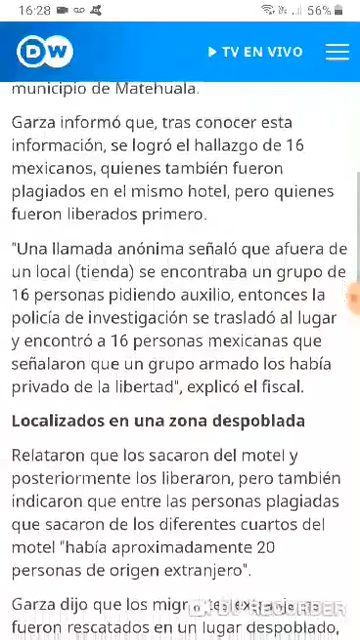 16:28 56%
DW TV EN VIVO
municipio de Matehuala.
Garza informó que, tras conocer esta
información, se logró el hallazgo de 16
mexicanos, quienes también fueron
plagiados en el mismo hotel, pero quienes
fueron liberados primero.
"Una llamada anónima señaló que afuera de
un local (tienda) se encontraba un grupo de
16 personas pidiendo auxilio, entonces la
policía de investigación se trasladó al lugar
y encontró a 16 personas mexicanas que
señalaron que un grupo armado los había
privado de la libertad", explicó el fiscal.
Localizados en una zona despoblada
Relataron que los sacaron del motel y
posteriormente los liberaron, pero también
indicaron que entre las personas plagiadas
que sacaron de los diferentes cuartos del
motel "había aproximadamente 20
personas de origen extranjero".
Garza dijo que los
fueron rescatados en un lugar despoblado,